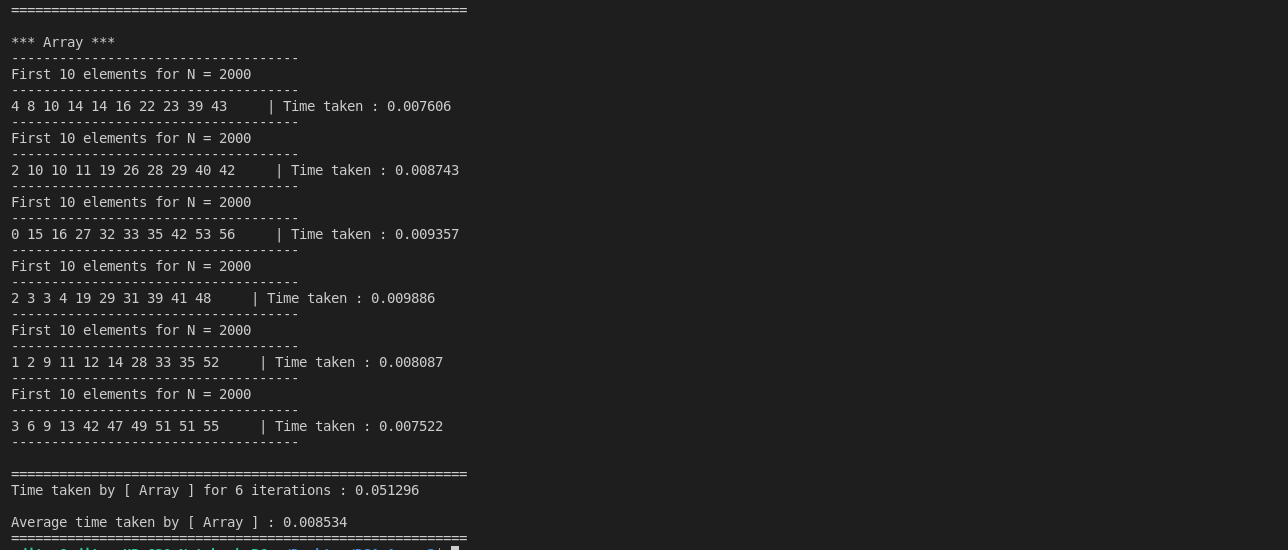 =========================================================
*** Array ***
------------------------------------
First 10 elements for N = 2000
------------------------------------
4 8 10 14 14 16 22 23 39 43     | Time taken : 0.007606
------------------------------------
First 10 elements for N = 2000
------------------------------------
2 10 10 11 19 26 28 29 40 42     | Time taken : 0.008743
------------------------------------
First 10 elements for N = 2000
------------------------------------
0 15 16 27 32 33 35 42 53 56     | Time taken : 0.009357
------------------------------------
First 10 elements for N = 2000
------------------------------------
2 3 3 4 19 29 31 39 41 48     | Time taken : 0.009886
------------------------------------
First 10 elements for N = 2000
------------------------------------
1 2 9 11 12 14 28 33 35 52     | Time taken : 0.008087
------------------------------------
First 10 elements for N = 2000
------------------------------------
3 6 9 13 42 47 49 51 51 55     | Time taken : 0.007522
------------------------------------
=========================================================
Time taken by [ Array ] for 6 iterations : 0.051296
Average time taken by [ Array ] : 0.008534
=========================================================